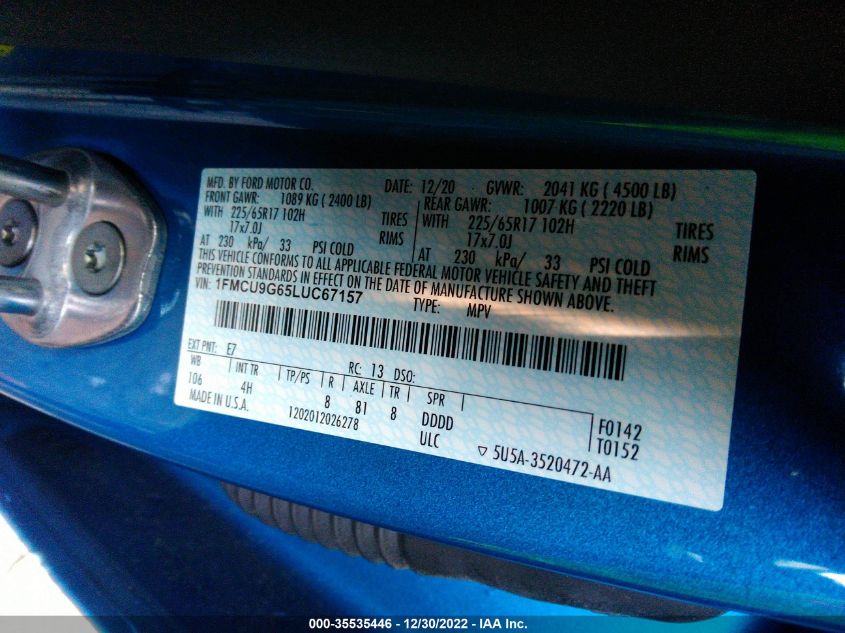 MFD. BY FORD MOTOR CO. DATE: 12/20 GVWR: 2041 KG ( 4500 LB)
FRONT GAWR: 1089 KG ( 2400 LB) REAR GAWR: 1007 KG ( 2220 LB)
WITH 225/65R17 102H TIRES WITH 225/65R17 102H TIRES
17x7.0J RIMS 17x7.0J RIMS
AT 230 kPa/ 33 PSI COLD AT 230 kPa/ 33 PSI COLD
THIS VEHICLE CONFORMS TO ALL APPLICABLE FEDERAL MOTOR VEHICLE SAFETY AND THEFT
PREVENTION STANDARDS IN EFFECT ON THE DATE OF MANUFACTURE SHOWN ABOVE.
VIN: 1FMCU9G65LUC67157 TYPE: MPV
EXT PNT: E7 RC: 13 DSO:
WB INT TR TP/PS R AXLE TR SPR
106 4H 8 81 8 DDDD F0142
MADE IN U.S.A. 1202012026278 ULC T0152
5U5A-3520472-AA
000-35535446 - 12/30/2022 - IAA Inc.